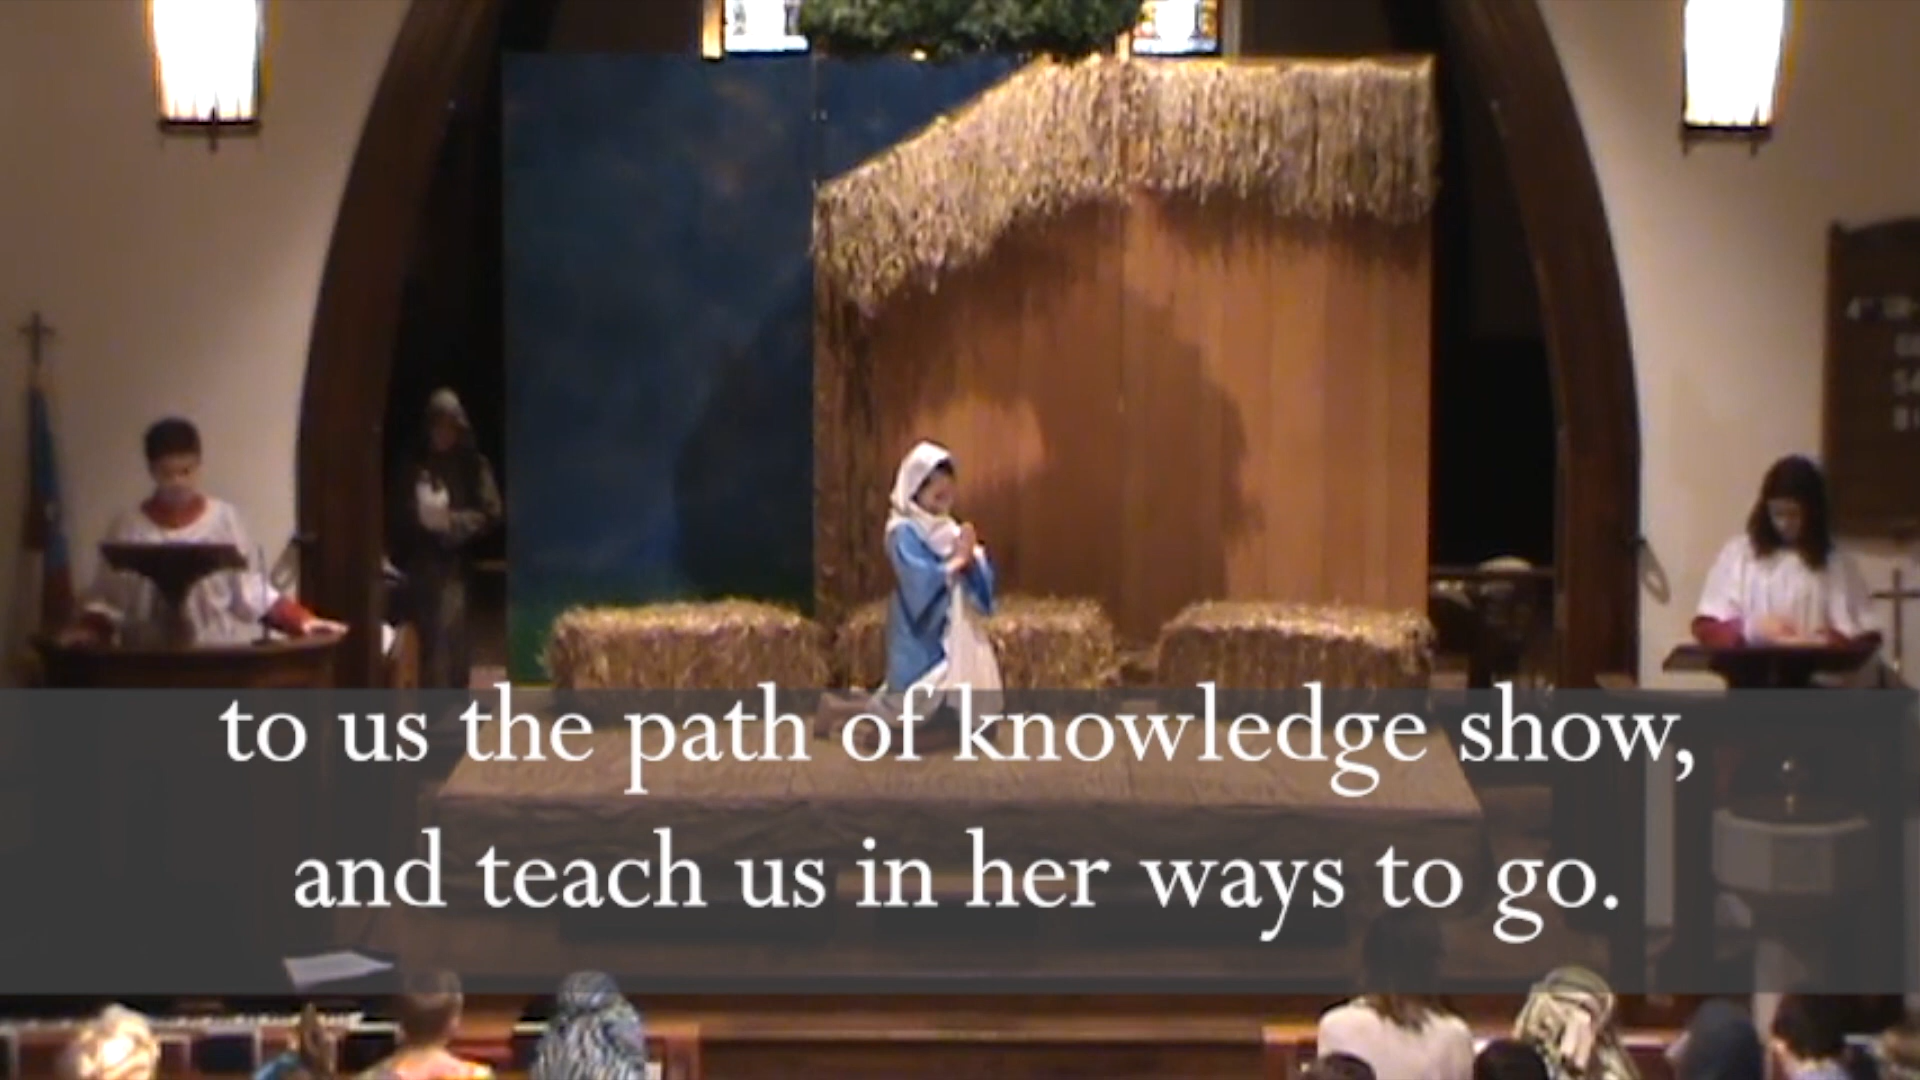 to us the path of knowledge show,
and teach us in her ways to go.